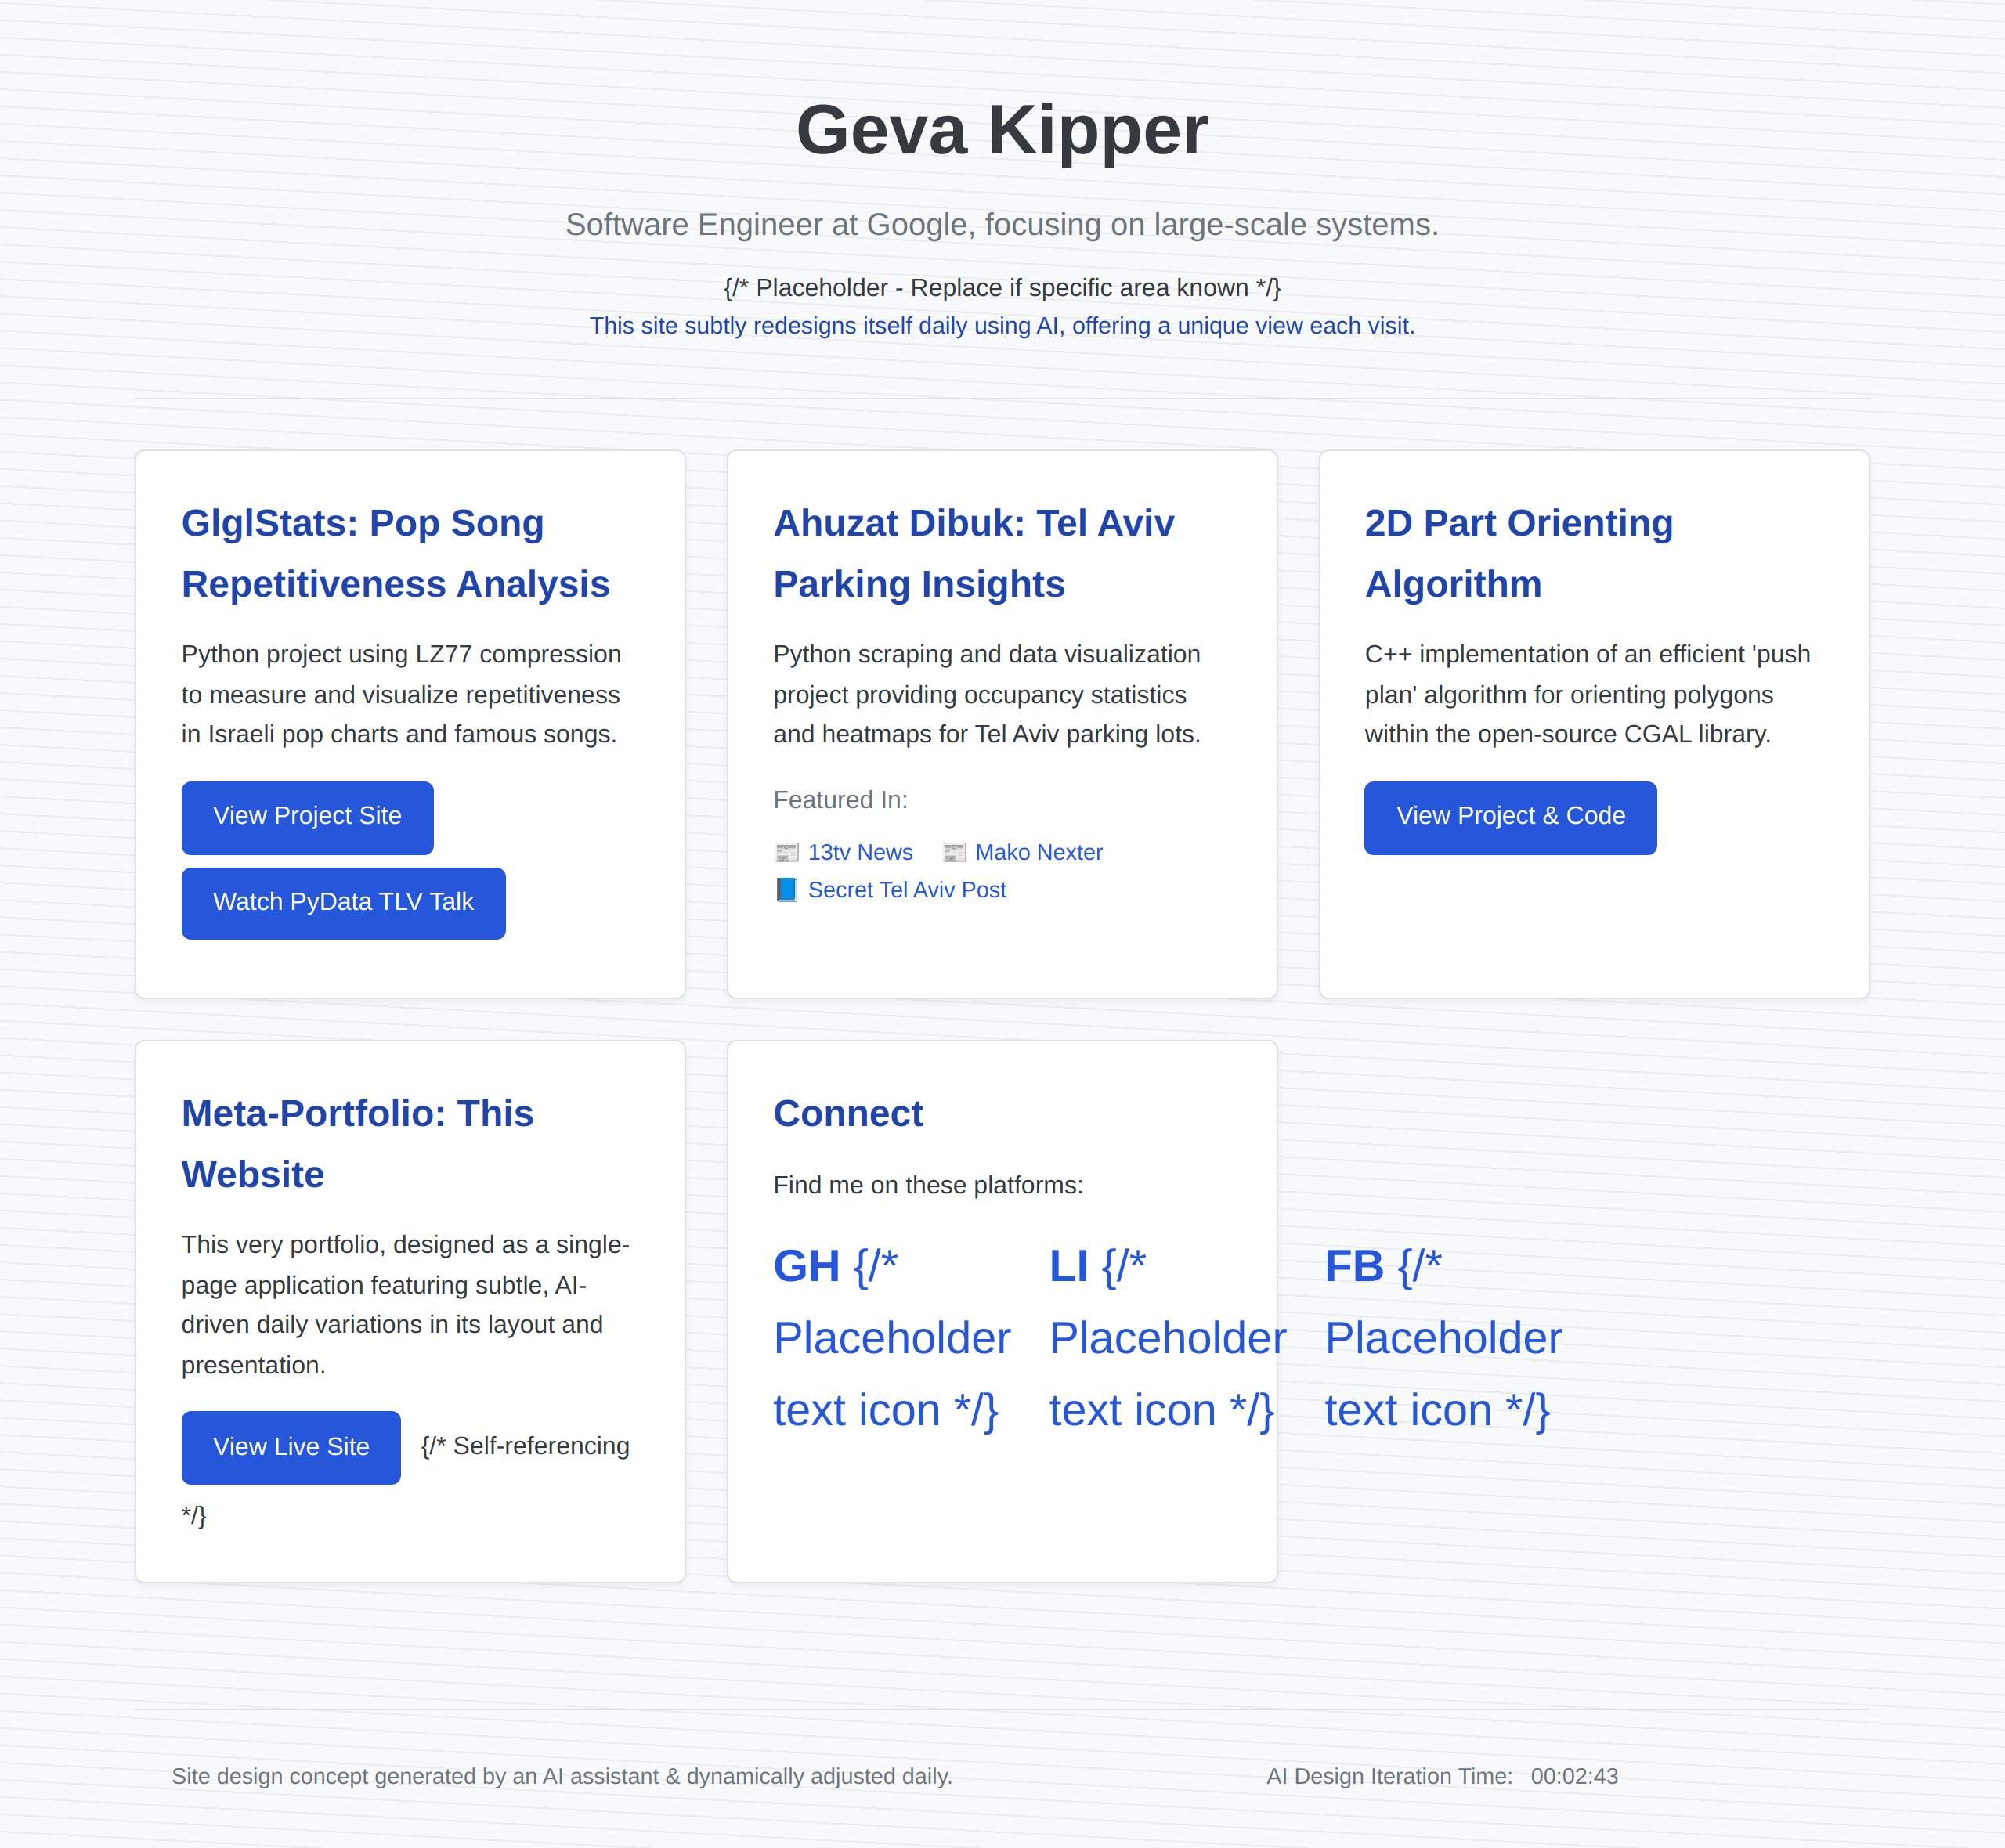 Geva Kipper
Software Engineer at Google, focusing on large-scale systems.
{/* Placeholder - Replace if specific area known */}
This site subtly redesigns itself daily using AI, offering a unique view each visit.
GlglStats: Pop Song
Repetitiveness Analysis
Python project using LZ77 compression
to measure and visualize repetitiveness
in Israeli pop charts and famous songs.
View Project Site
Watch PyData TLV Talk
Ahuzat Dibuk: Tel Aviv
Parking Insights
Python scraping and data visualization
project providing occupancy statistics
and heatmaps for Tel Aviv parking lots.
Featured In:
📰 13tv News 📰 Mako Nexter
📘 Secret Tel Aviv Post
2D Part Orienting
Algorithm
C++ implementation of an efficient 'push
plan' algorithm for orienting polygons
within the open-source CGAL library.
View Project & Code
Meta-Portfolio: This
Website
This very portfolio, designed as a single-
page application featuring subtle, AI-
driven daily variations in its layout and
presentation.
View Live Site {/* Self-referencing
*/}
Connect
Find me on these platforms:
GH {/*
Placeholder
text icon */}
LI {/*
Placeholder
text icon */}
FB {/*
Placeholder
text icon */}
Site design concept generated by an AI assistant & dynamically adjusted daily.
AI Design Iteration Time: 00:02:43